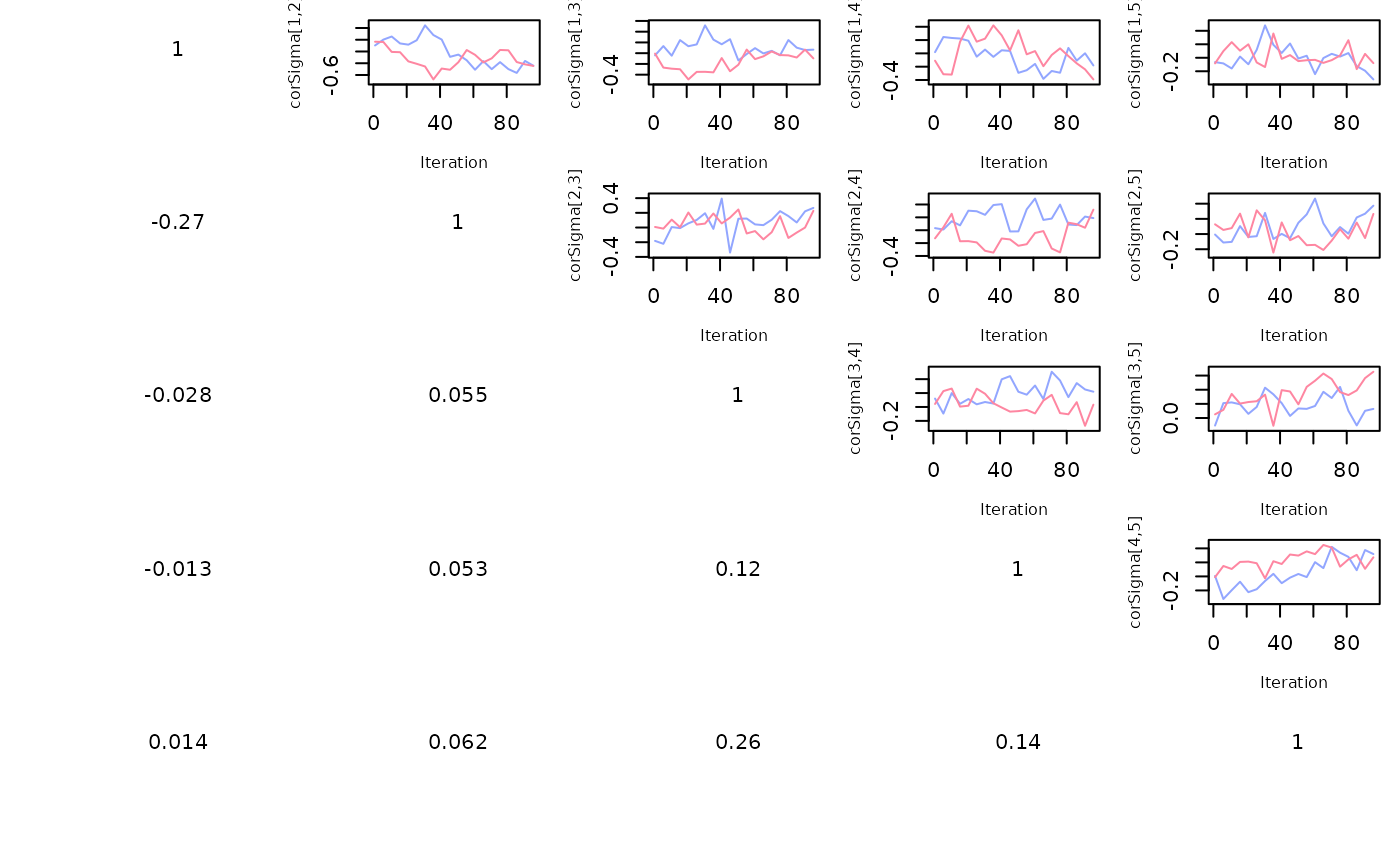 1
corSigma[1,2
-0.6
0 40 80
Iteration
corSigma[1,3
-0.4
0 40 80
Iteration
corSigma[1,4
-0.4
0 40 80
Iteration
corSigma[1,5
-0.2
0 40 80
Iteration
-0.27
1
corSigma[2,3]
-0.4 0.4
0 40 80
Iteration
corSigma[2,4]
-0.4
0 40 80
Iteration
corSigma[2,5]
-0.2
0 40 80
Iteration
-0.028
0.055
1
corSigma[3,4]
-0.2
0 40 80
Iteration
corSigma[3,5]
0.0
0 40 80
Iteration
-0.013
0.053
0.12
1
corSigma[4,5]
-0.2
0 40 80
Iteration
0.014
0.062
0.26
0.14
1